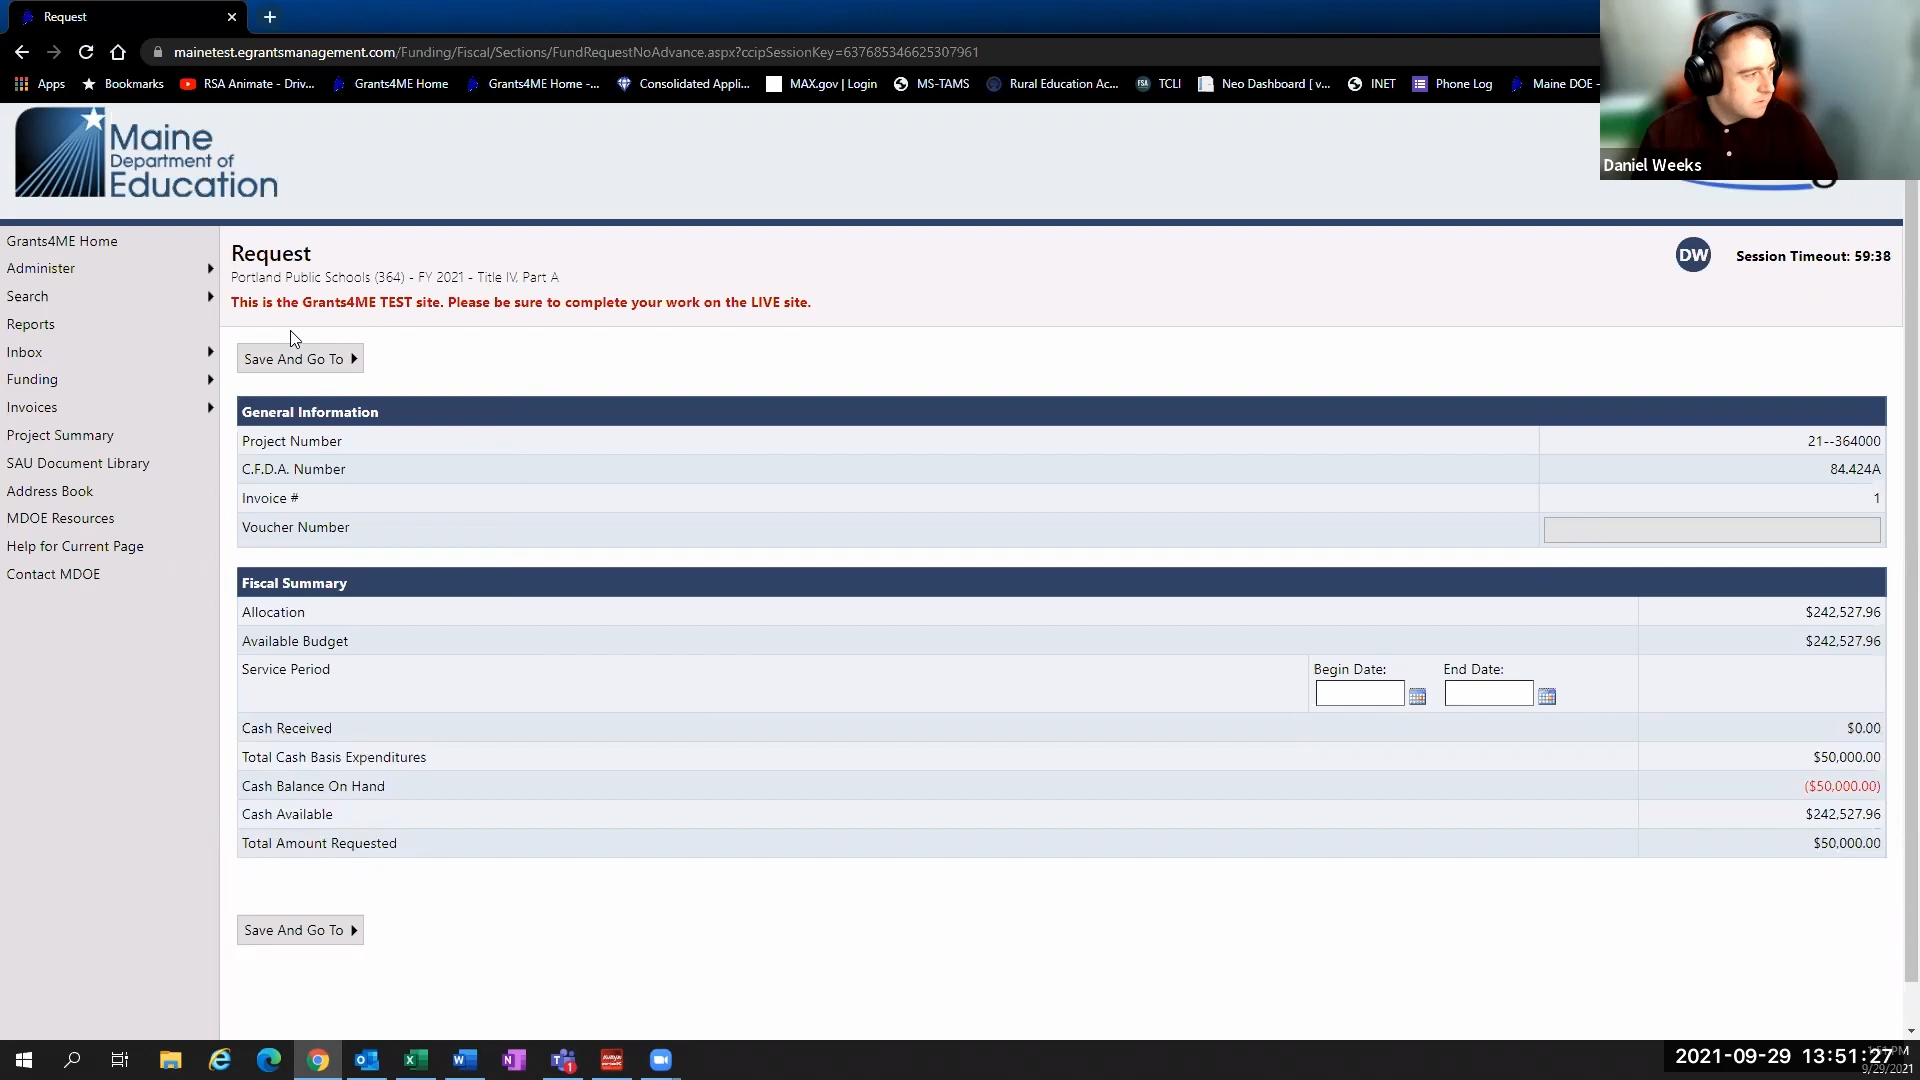 Request
mainetest.egrantsmanagement.com/Funding/Fiscal/Sections/FundRequestNoAdvance.aspx?ccipSessionKey=637685346625307961
Apps
Bookmarks
RSA Animate - Driv...
Grants4ME Home
Grants4ME Home -...
Consolidated Appli...
MAX.gov | Login
MS-TAMS
Rural Education Ac...
TCLI
Neo Dashboard [ v...
INET
Phone Log
Maine DOE -
Daniel Weeks
Maine
Department of
Education
Grants4ME Home
Administer
Search
Reports
Inbox
Funding
Invoices
Project Summary
SAU Document Library
Address Book
MDOE Resources
Help for Current Page
Contact MDOE
Request
DW
Session Timeout: 59:38
Portland Public Schools (364) - FY 2021 - Title IV, Part A
This is the Grants4ME TEST site. Please be sure to complete your work on the LIVE site.
Save And Go To
General Information
Project Number 21--364000
C.F.D.A. Number 84.424A
Invoice # 1
Voucher Number
Fiscal Summary
Allocation $242,527.96
Available Budget $242,527.96
Service Period Begin Date: End Date:
Cash Received $0.00
Total Cash Basis Expenditures $50,000.00
Cash Balance On Hand ($50,000.00)
Cash Available $242,527.96
Total Amount Requested $50,000.00
Save And Go To
2021-09-29 13:51:27
9/29/2021